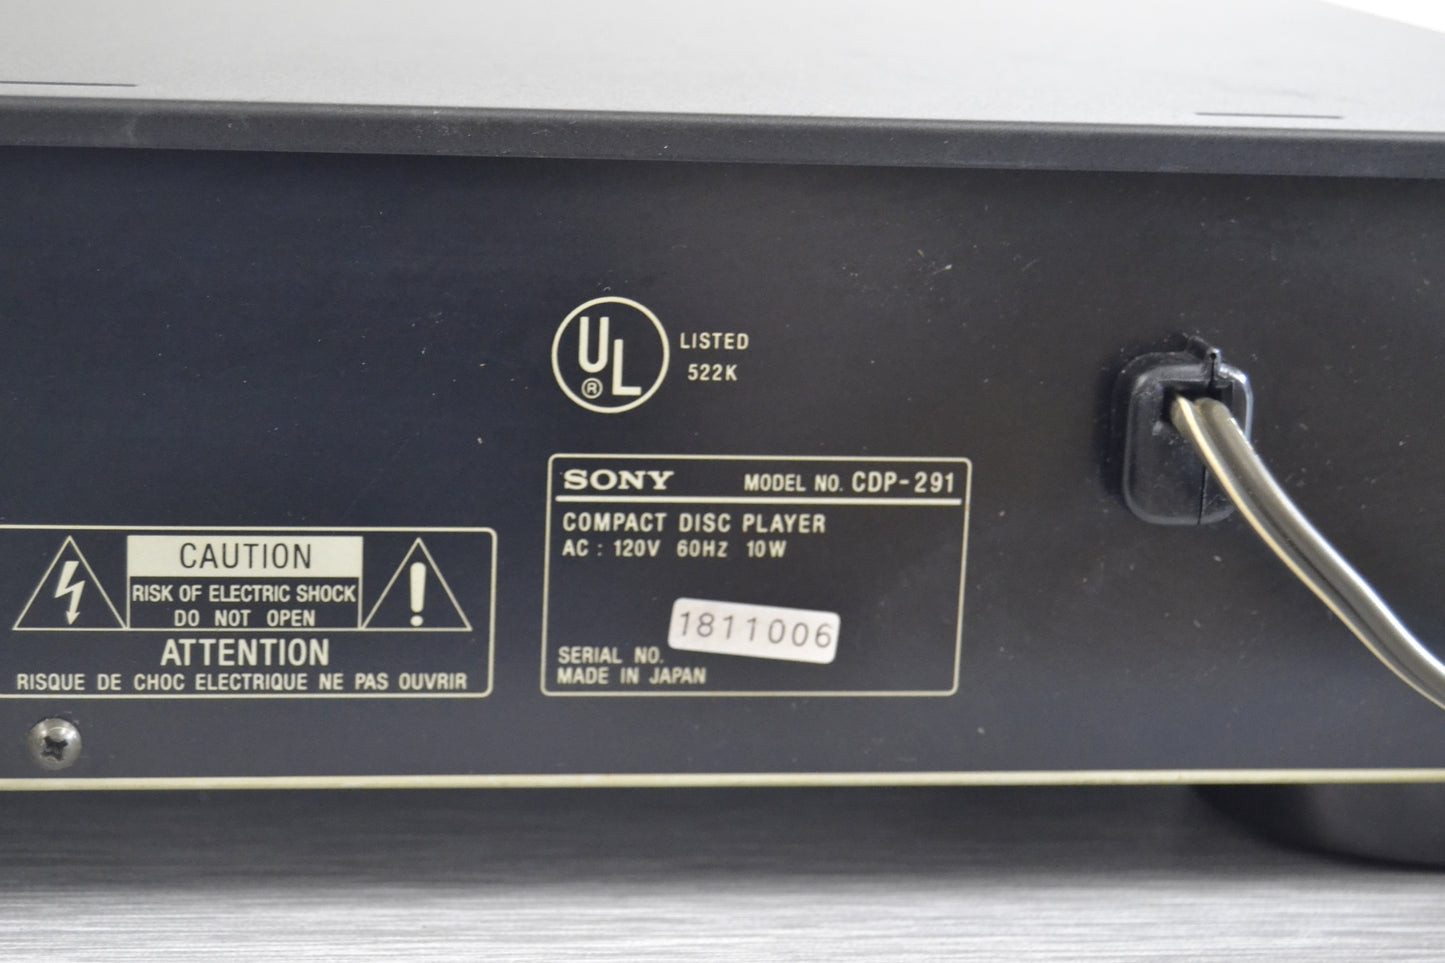 UL
®
LISTED
522K
SONY MODEL NO. CDP-291
COMPACT DISC PLAYER
AC : 120V 60HZ 10W
1811006
SERIAL NO.
MADE IN JAPAN
CAUTION
RISK OF ELECTRIC SHOCK
DO NOT OPEN
ATTENTION
RISQUE DE CHOC ELECTRIQUE NE PAS OUVRIR